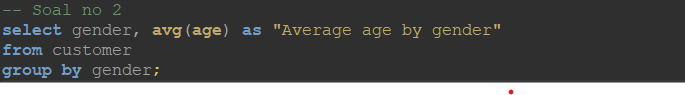 -- Soal no 2
select gender, avg(age) as "Average age by gender"
from customer
group by gender;